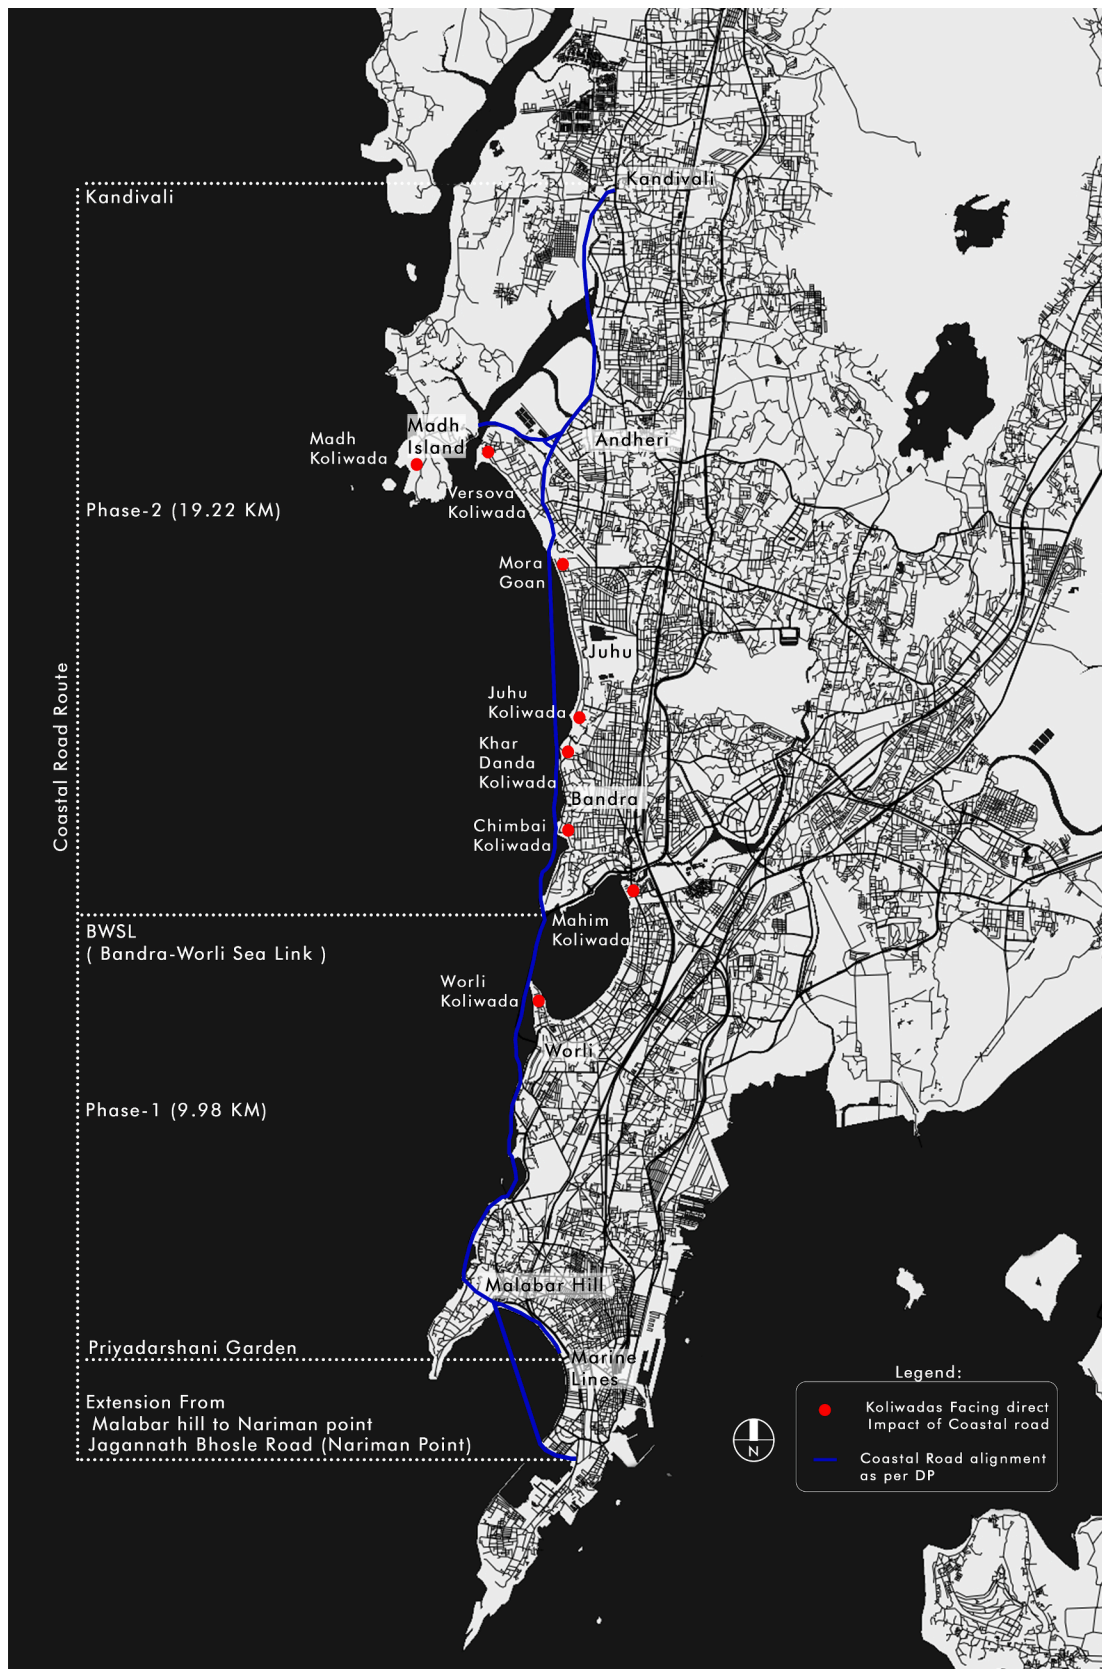 Kandivali
Kandivali
Madh
Island
Madh
Koliwada
Andheri
Versova
Koliwada
Phase-2 (19.22 KM)
Mora
Goan
Juhu
Coastal Road Route
Juhu
Koliwada
Khar
Danda
Koliwada
Bandra
Chimbai
Koliwada
Mahim
Koliwada
BWSL
( Bandra-Worli Sea Link )
Worli
Koliwada
Worli
Phase-1 (9.98 KM)
Malabar Hill
Priyadarshani Garden
Marine
Lines
Extension From
Malabar hill to Nariman point
Jagannath Bhosle Road (Nariman Point)
Legend:
Koliwadas Facing direct
Impact of Coastal road
N
Coastal Road alignment
as per DP